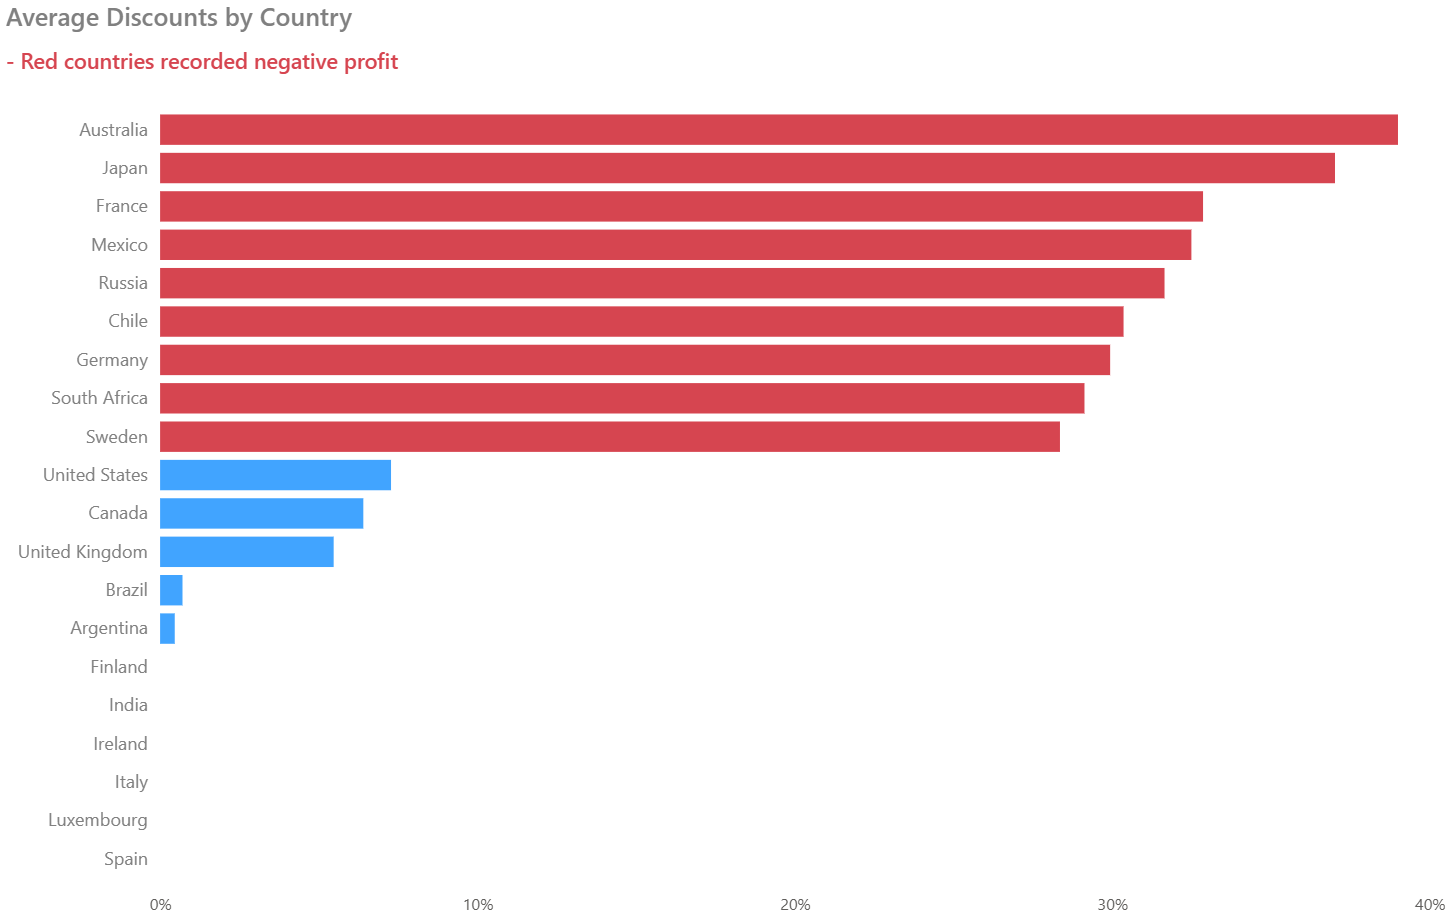 Average Discounts by Country
- Red countries recorded negative profit
Australia
Japan
France
Mexico
Russia
Chile
Germany
South Africa
Sweden
United States
Canada
United Kingdom
Brazil
Argentina
Finland
India
Ireland
Italy
Luxembourg
Spain
0% 10% 20% 30% 40%